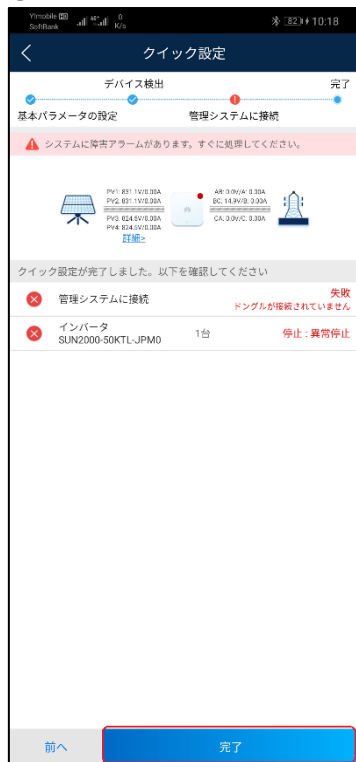 Y!mobile
SoftBank
0
K/s
82
10:18
クイック設定
デバイス検出
完了
基本パラメータの設定
管理システムに接続
システムに障害アラームがあります。すぐに処理してください。
PV1: 831.1V/0.00A
PV2: 831.1V/0.00A
PV3: 824.5V/0.00A
PV4: 824.5V/0.00A
詳細>
AB: 0.0V/A: 0.00A
BC: 14.9V/B: 0.00A
CA: 0.0V/C: 0.00A
クイック設定が完了しました。以下を確認してください
管理システムに接続
失敗
ドングルが接続されていません
インバータ
SUN2000-50KTL-JPM0
1台
停止 : 異常停止
前へ
完了